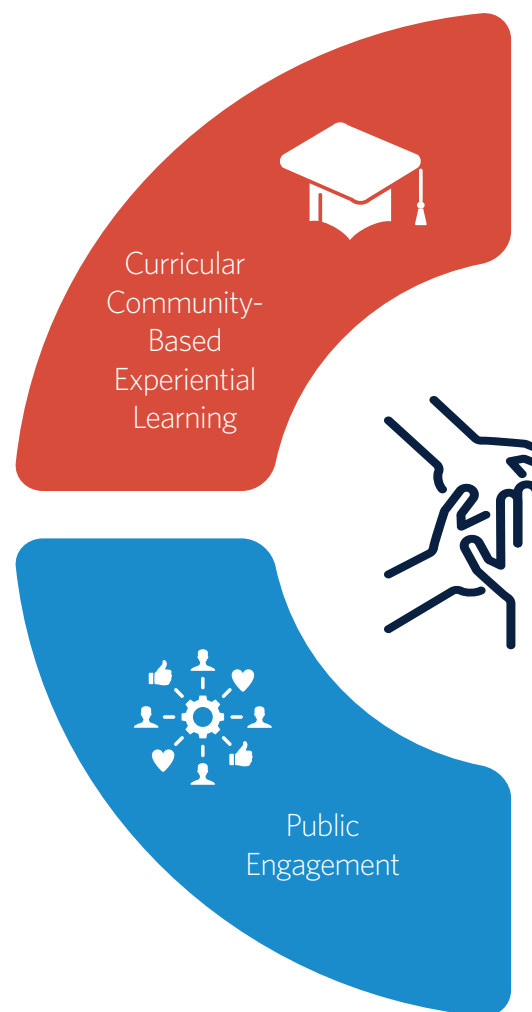 Curricular
Community-
Based
Experiential
Learning
Public
Engagement